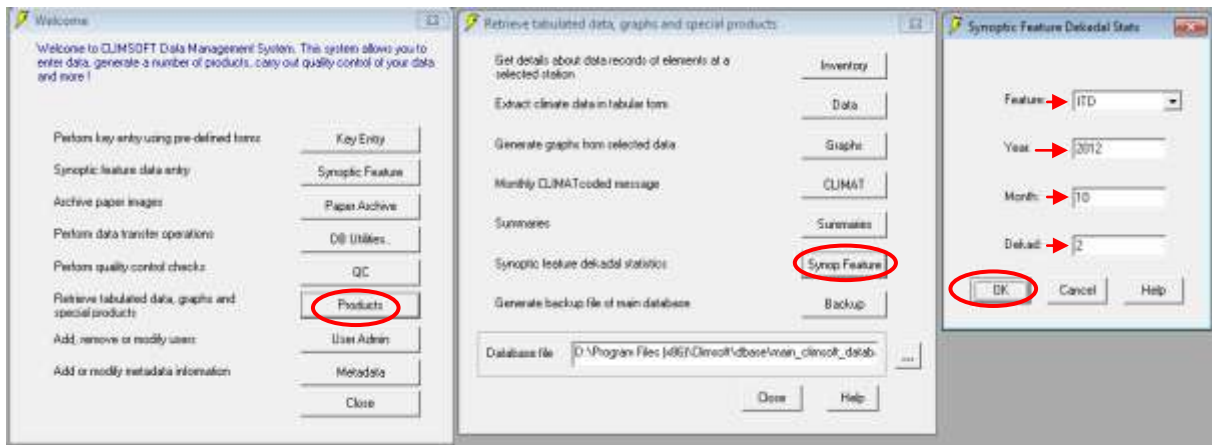 Welcome
Welcome to CLIMSOFT Data Management System. This system allows you to
enter data, generate a number of products, carry out quality control of your data
and more !
Perform key entry using pre-defined forms
Key Entry
Synoptic feature data entry
Synoptic Feature
Archive paper images
Paper Archive
Perform data transfer operations
DB Utilities..
Perform quality control checks
QC
Retrieve tabulated data, graphs and
special products
Products
Add, remove or modify users
User Admin
Add or modify metadata information
Metadata
Close
Retrieve tabulated data, graphs and special products
Get details about data records of elements at a
selected station
Inventory
Extract climate data in tabular form
Data
Generate graphs from selected data
Graphs
Monthly CLIMAT coded message
CLIMAT
Summaries
Summaries
Synoptic feature dekadal statistics
Synop Feature
Generate backup file of main database
Backup
Database file
D:\Program Files (x86)\Climsoft\dbase\main_climsoft_datab
...
Close
Help
Synoptic Feature Dekadal Stats
Feature:
ITD
Year:
2012
Month:
10
Dekad:
2
OK
Cancel
Help